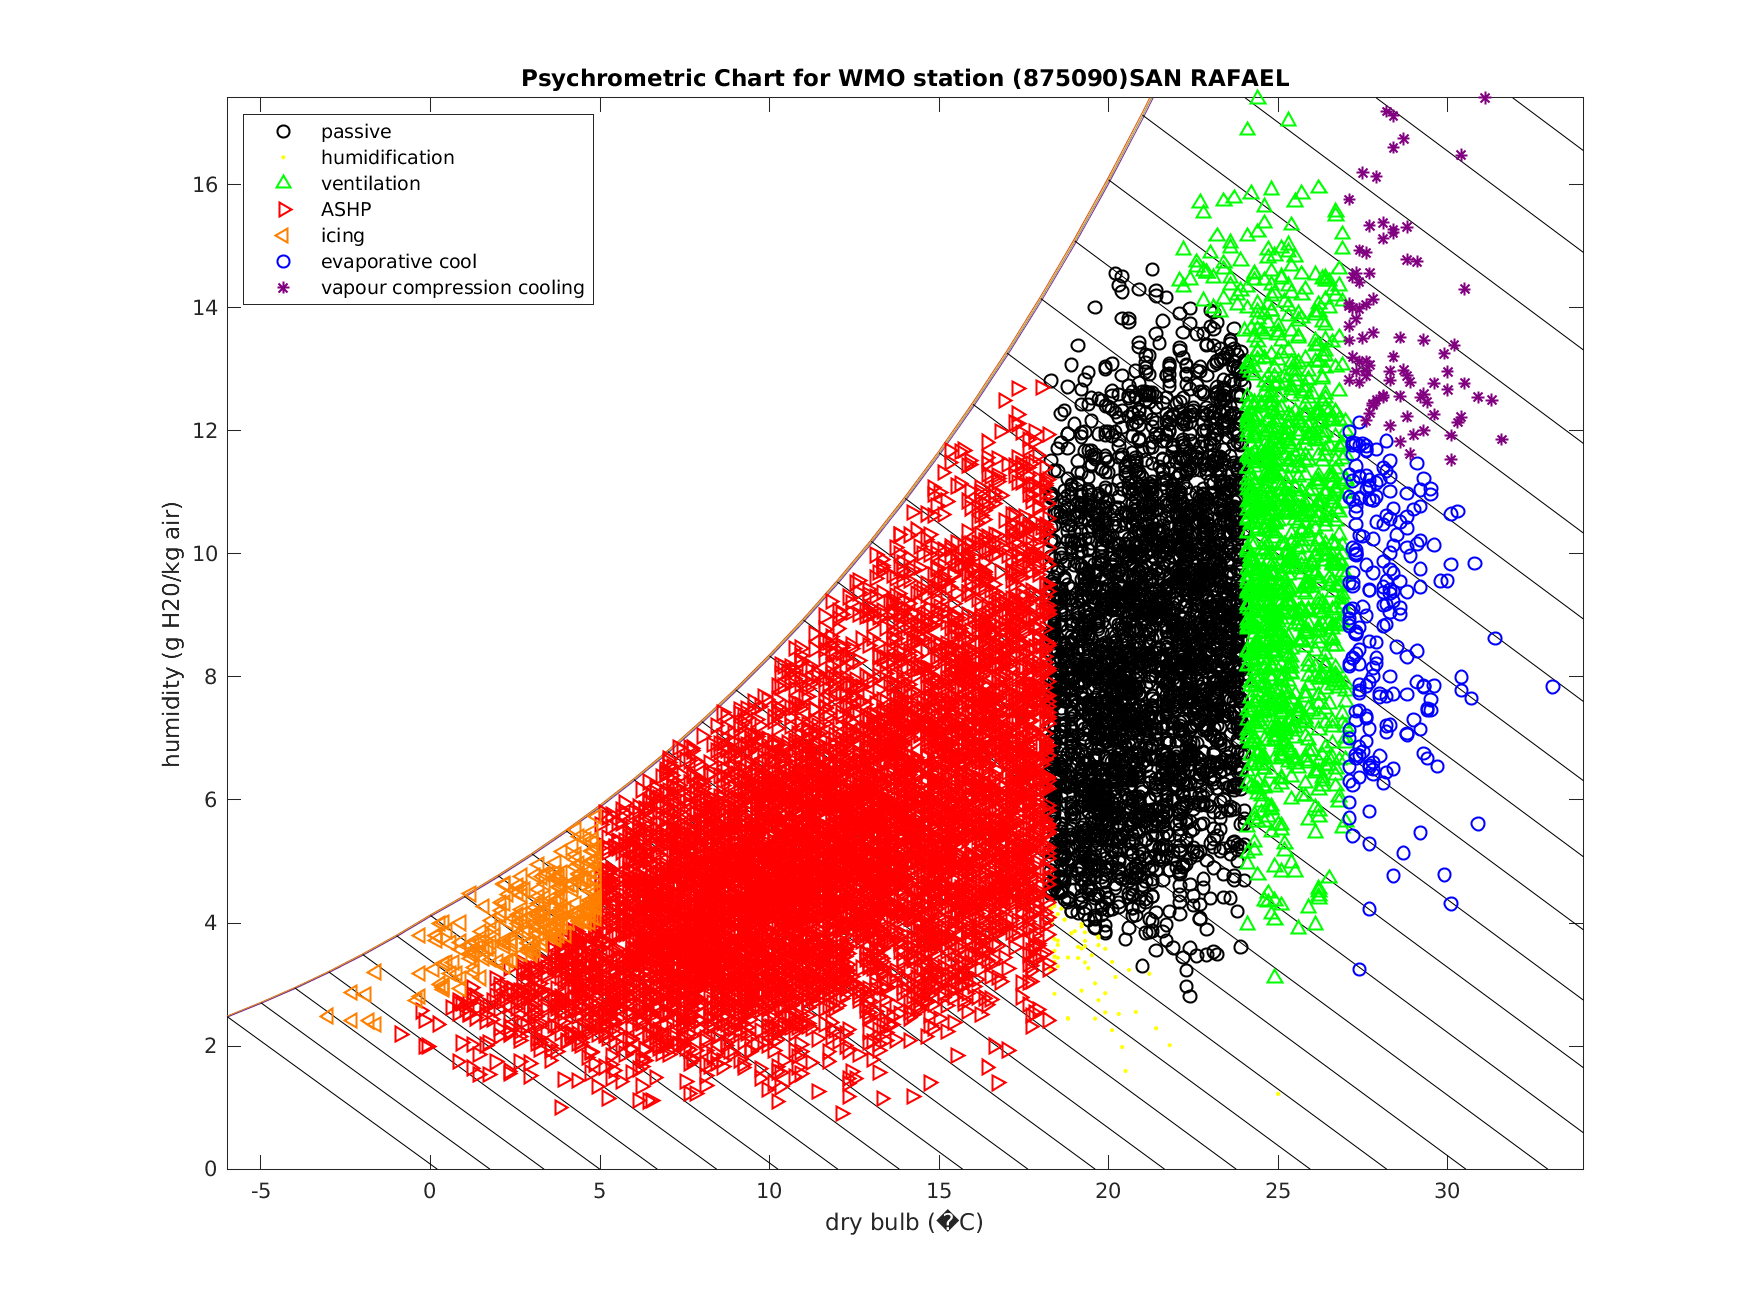 Psychrometric Chart for WMO station (875090)SAN RAFAEL
passive
humidification
ventilation
ASHP
icing
evaporative cool
vapour compression cooling
16
14
12
10
8
6
4
2
0
humidity (g H20/kg air)
-5 0 5 10 15 20 25 30
dry bulb (�C)